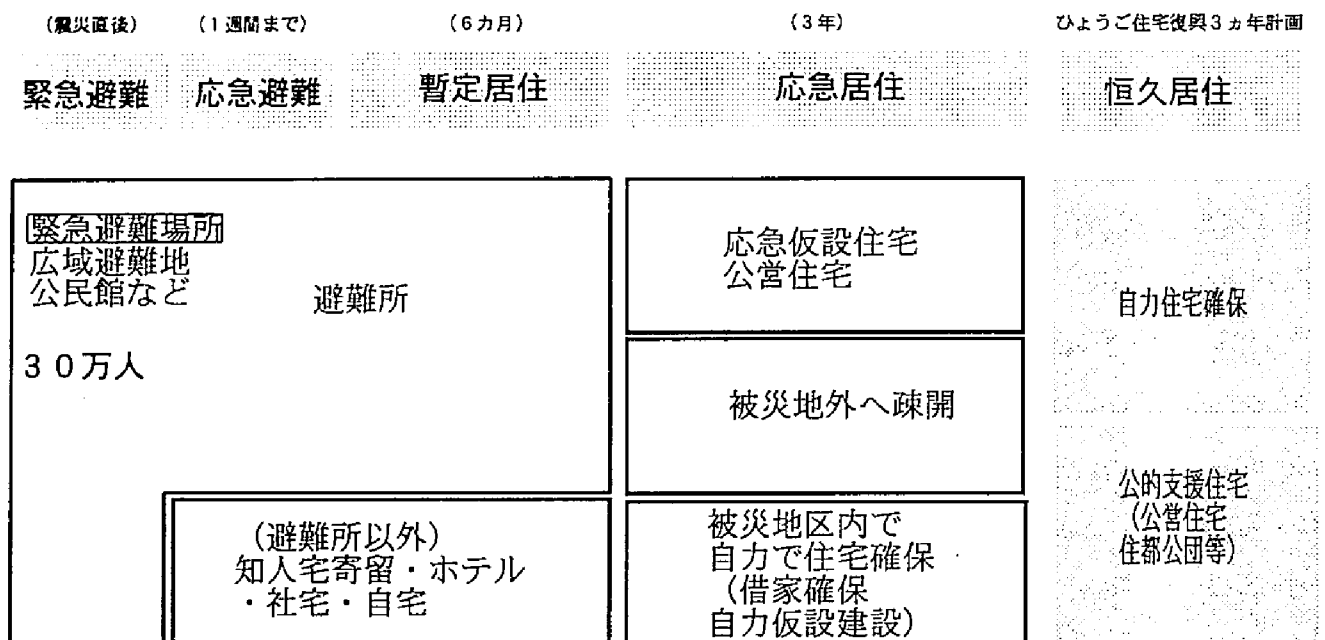 (震災直後) (1週間まで) (6カ月) (3年) ひょうご住宅復興3ヵ年計画
緊急避難 応急避難 暫定居住 応急居住 恒久居住
緊急避難場所
広域避難地
公民館など
避難所
30万人
応急仮設住宅
公営住宅
自力住宅確保
被災地外へ疎開
(避難所以外)
知人宅寄留・ホテル
・社宅・自宅
被災地区内で
自力で住宅確保
(借家確保
自力仮設建設)
公的支援住宅
(公営住宅
住都公団等)